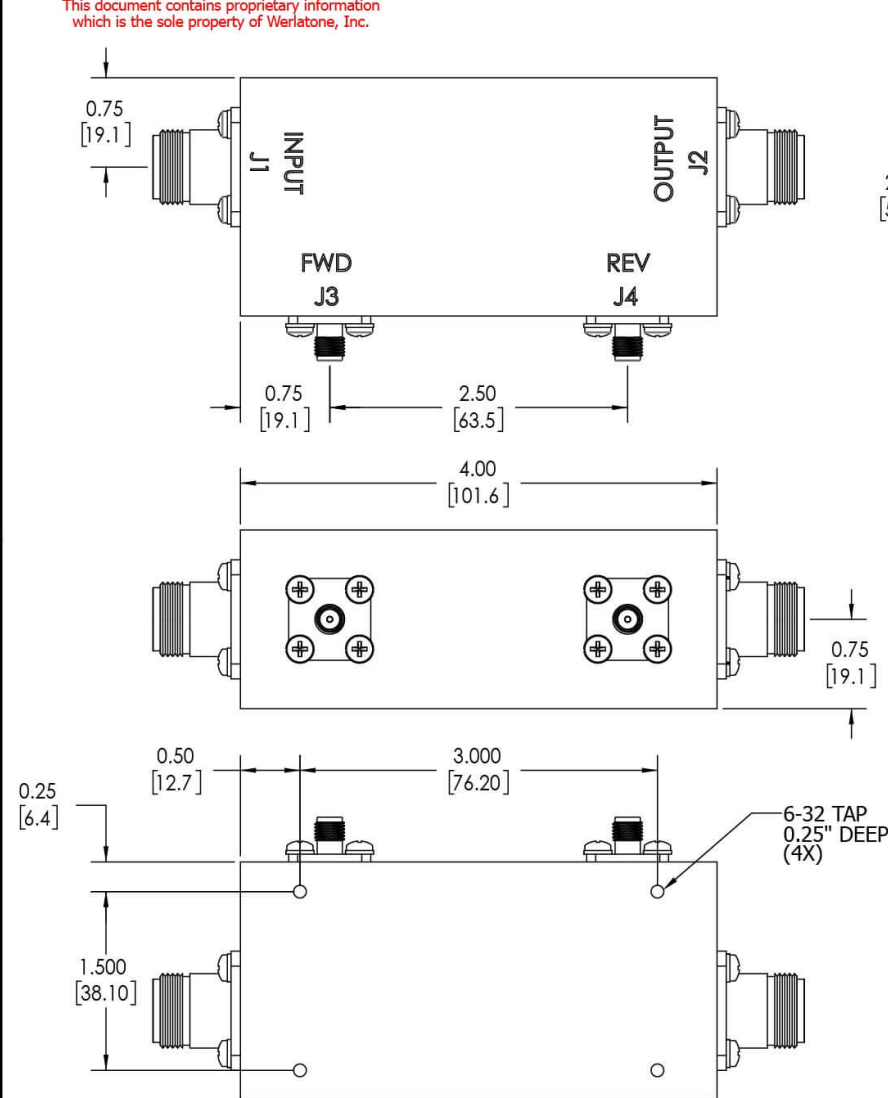 This document contains proprietary information
which is the sole property of Werlatone, Inc.
0.75
[19.1]
J1
INPUT
OUTPUT
J2
FWD
J3
REV
J4
0.75
[19.1]
2.50
[63.5]
4.00
[101.6]
0.75
[19.1]
0.50
[12.7]
3.000
[76.20]
0.25
[6.4]
6-32 TAP
0.25" DEEP
(4X)
1.500
[38.10]